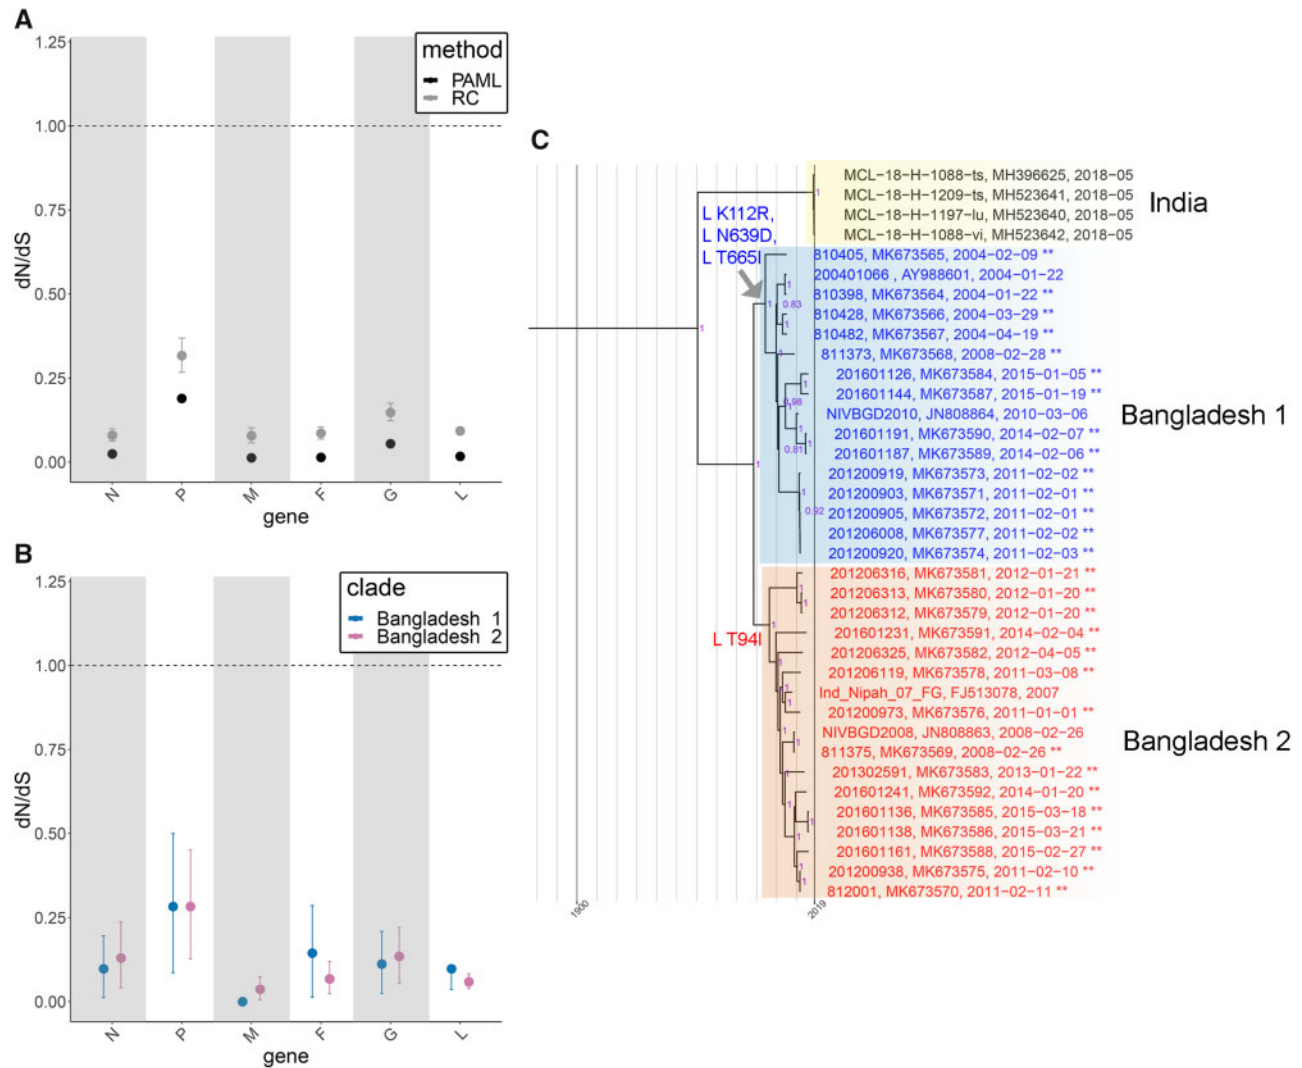 A
1.25
1.00
0.75
0.50
0.25
0.00
dN/dS
method
PAML
RC
N P M F G L
gene
B
1.25
1.00
0.75
0.50
0.25
0.00
dN/dS
clade
Bangladesh 1
Bangladesh 2
N P M F G L
gene
C
L K112R,
L N639D,
L T665I
L T94I
MCL−18−H−1088−ts, MH396625, 2018−05
MCL−18−H−1209−ts, MH523641, 2018−05
MCL−18−H−1197−lu, MH523640, 2018−05
MCL−18−H−1088−vi, MH523642, 2018−05
India
810405, MK673565, 2004−02−09 **
200401066 , AY988601, 2004−01−22
810398, MK673564, 2004−01−22 **
810428, MK673566, 2004−03−29 **
810482, MK673567, 2004−04−19 **
811373, MK673568, 2008−02−28 **
201601126, MK673584, 2015−01−05 **
201601144, MK673587, 2015−01−19 **
NIVBGD2010, JN808864, 2010−03−06
201601191, MK673590, 2014−02−07 **
201601187, MK673589, 2014−02−06 **
201200919, MK673573, 2011−02−02 **
201200903, MK673571, 2011−02−01 **
201200905, MK673572, 2011−02−01 **
201206008, MK673577, 2011−02−02 **
201200920, MK673574, 2011−02−03 **
Bangladesh 1
201206316, MK673581, 2012−01−21 **
201206313, MK673580, 2012−01−20 **
201206312, MK673579, 2012−01−20 **
201601231, MK673591, 2014−02−04 **
201206325, MK673582, 2012−04−05 **
201206119, MK673578, 2011−03−08 **
Ind_Nipah_07_FG, FJ513078, 2007
201200973, MK673576, 2011−01−01 **
NIVBGD2008, JN808863, 2008−02−26
811375, MK673569, 2008−02−26 **
201302591, MK673583, 2013−01−22 **
201601241, MK673592, 2014−01−20 **
201601136, MK673585, 2015−03−18 **
201601138, MK673586, 2015−03−21 **
201601161, MK673588, 2015−02−27 **
201200938, MK673575, 2011−02−10 **
812001, MK673570, 2011−02−11 **
Bangladesh 2
0.83
0.98
0.81
0.92
1900
2019